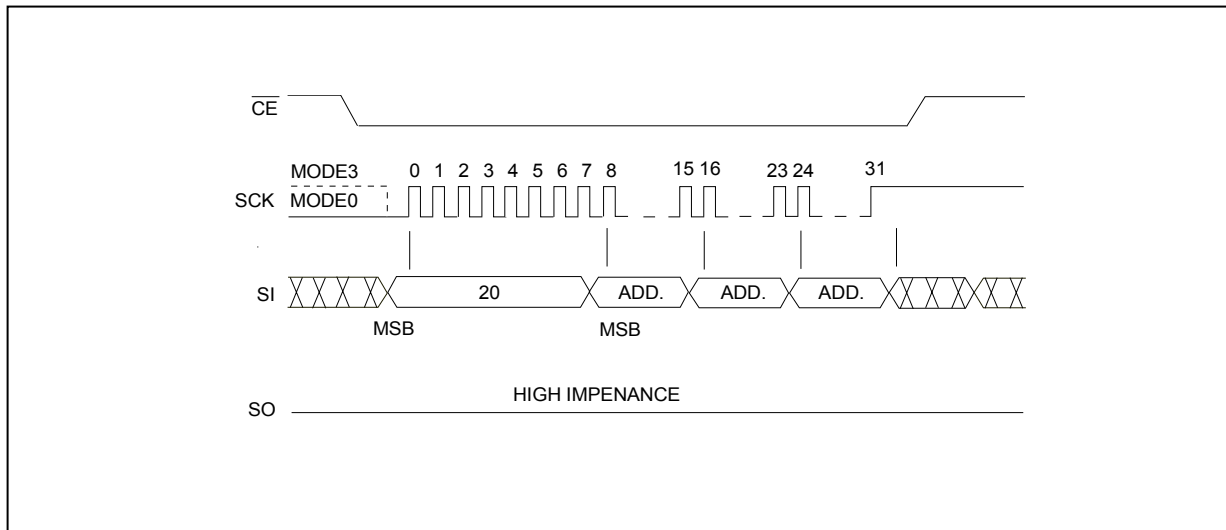 CE
MODE3 0 1 2 3 4 5 6 7 8 15 16 23 24 31
SCK MODE0
SI 20 ADD. ADD. ADD.
MSB MSB
HIGH IMPENANCE
SO